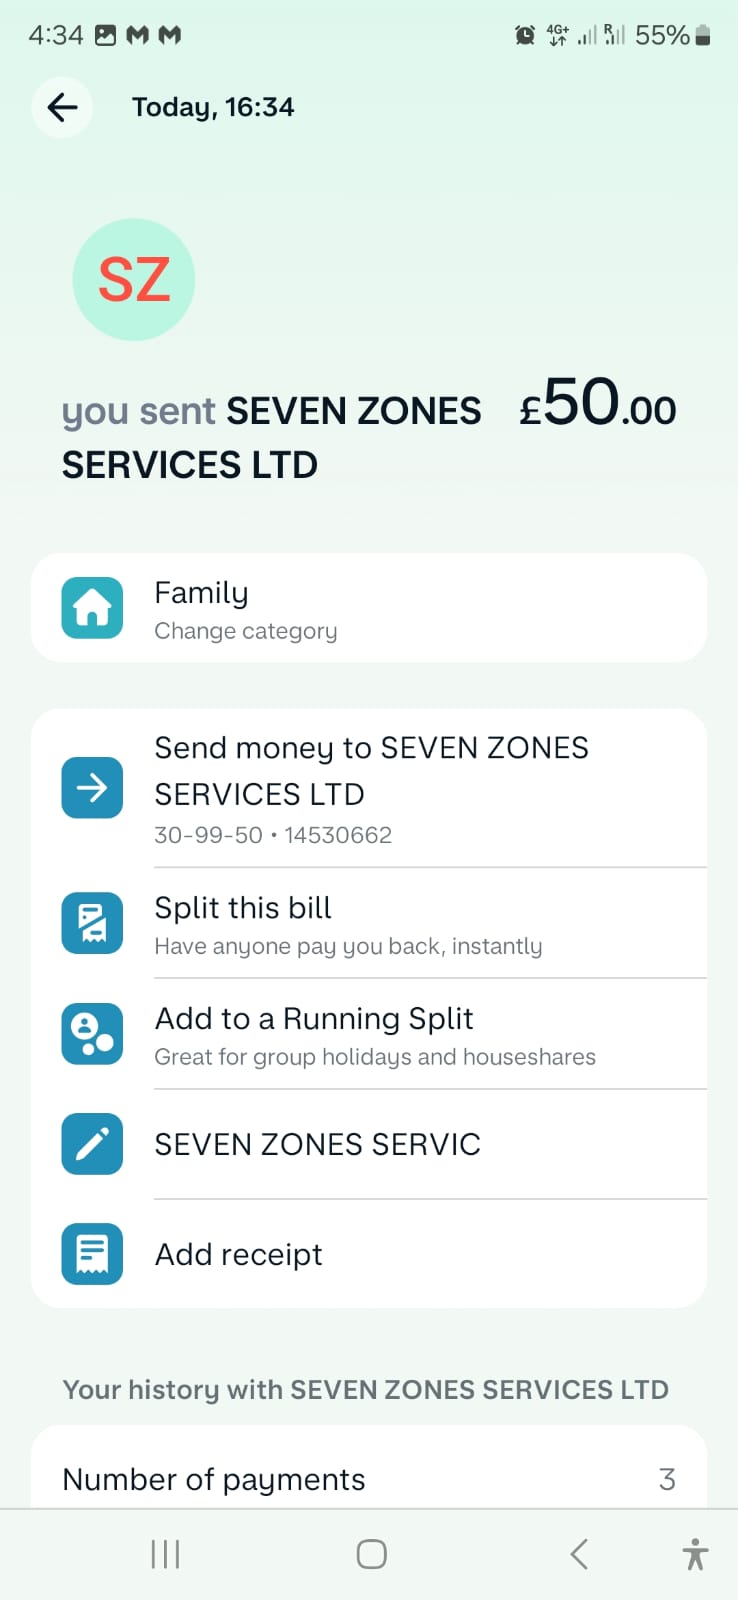 4:34
4G+ R 55%
Today, 16:34
SZ
you sent SEVEN ZONES £50.00
SERVICES LTD
Family
Change category
Send money to SEVEN ZONES
SERVICES LTD
30-99-50 • 14530662
Split this bill
Have anyone pay you back, instantly
Add to a Running Split
Great for group holidays and houseshares
SEVEN ZONES SERVIC
Add receipt
Your history with SEVEN ZONES SERVICES LTD
Number of payments 3